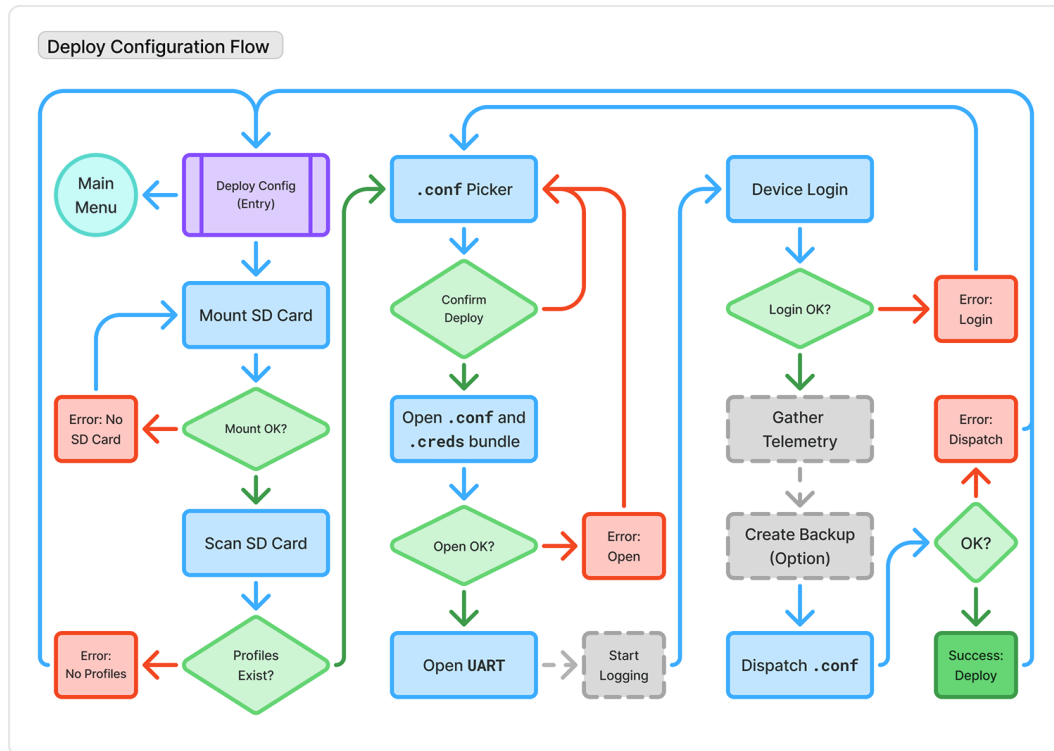 Deploy Configuration Flow
Main
Menu
Deploy Config
(Entry)
Mount SD Card
Error: No
SD Card
Mount OK?
Scan SD Card
Error:
No Profiles
Profiles
Exist?
.conf Picker
Confirm
Deploy
Open .conf and
.creds bundle
Open OK?
Error:
Open
Open UART
Start
Logging
Device Login
Login OK?
Error:
Login
Gather
Telemetry
Create Backup
(Option)
Dispatch .conf
Error:
Dispatch
OK?
Success:
Deploy